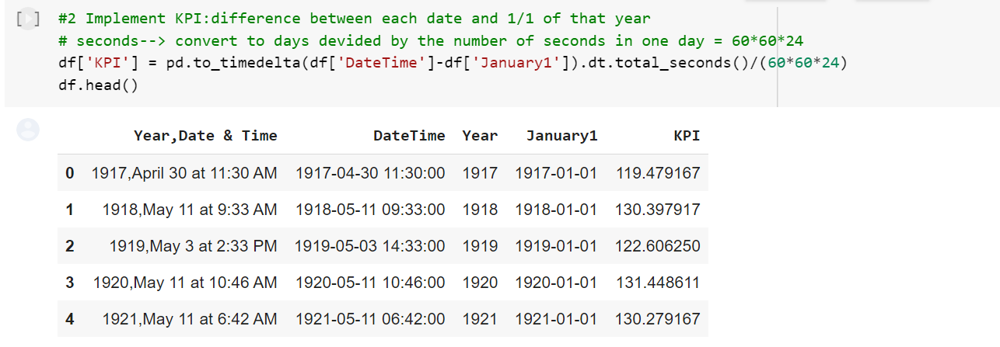 [ ] #2 Implement KPI:difference between each date and 1/1 of that year
# seconds--> convert to days devided by the number of seconds in one day = 60*60*24
df['KPI'] = pd.to_timedelta(df['DateTime']-df['January1']).dt.total_seconds()/(60*60*24)
df.head()
Year,Date & Time DateTime Year January1 KPI
0 1917,April 30 at 11:30 AM 1917-04-30 11:30:00 1917 1917-01-01 119.479167
1 1918,May 11 at 9:33 AM 1918-05-11 09:33:00 1918 1918-01-01 130.397917
2 1919,May 3 at 2:33 PM 1919-05-03 14:33:00 1919 1919-01-01 122.606250
3 1920,May 11 at 10:46 AM 1920-05-11 10:46:00 1920 1920-01-01 131.448611
4 1921,May 11 at 6:42 AM 1921-05-11 06:42:00 1921 1921-01-01 130.279167